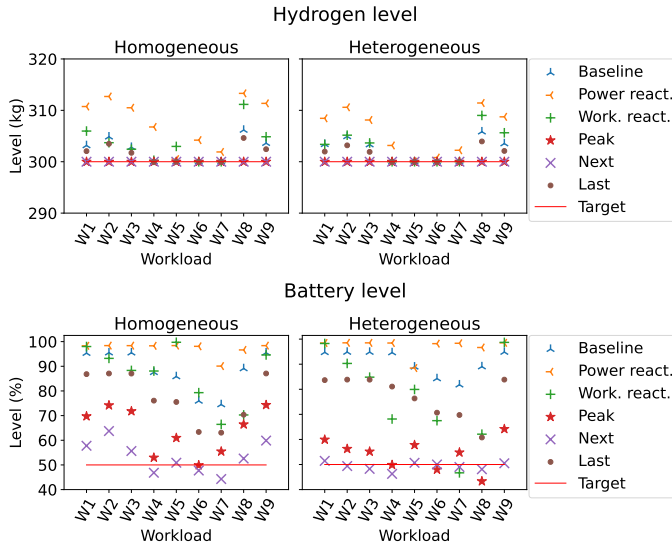 Hydrogen level
Homogeneous
Heterogeneous
Level (kg)
320
310
300
290
W1 W2 W3 W4 W5 W6 W7 W8 W9
W1 W2 W3 W4 W5 W6 W7 W8 W9
Workload
Workload
Baseline
Power react.
Work. react.
Peak
Next
Last
Target
Battery level
Homogeneous
Heterogeneous
Level (%)
100
90
80
70
60
50
40
W1 W2 W3 W4 W5 W6 W7 W8 W9
W1 W2 W3 W4 W5 W6 W7 W8 W9
Workload
Workload
Baseline
Power react.
Work. react.
Peak
Next
Last
Target